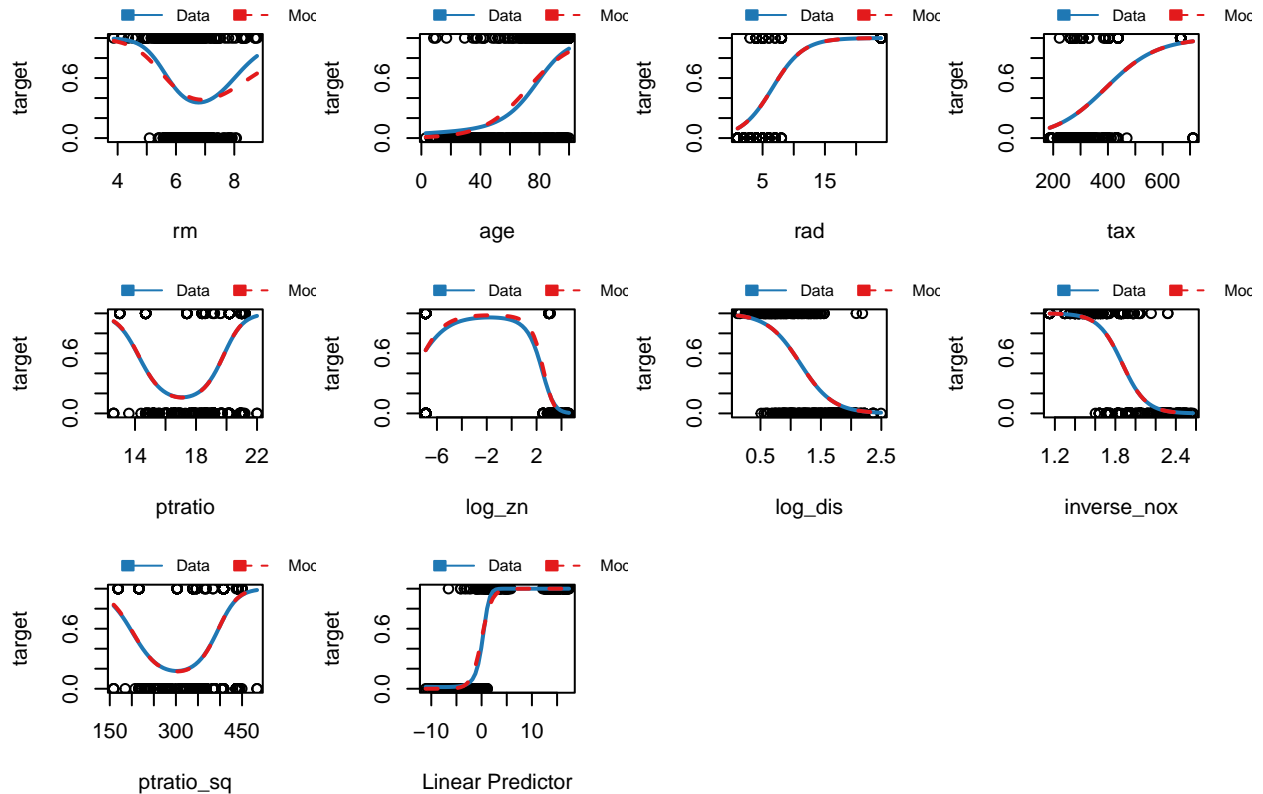 Data Moc
target
0.0 0.6
4 6 8
rm
Data Moc
target
0.0 0.6
0 40 80
age
Data Moc
target
0.0 0.6
5 15
rad
Data Moc
target
0.0 0.6
200 400 600
tax
Data Moc
target
0.0 0.6
14 18 22
ptratio
Data Moc
target
0.0 0.6
−6 −2 2
log_zn
Data Moc
target
0.0 0.6
0.5 1.5 2.5
log_dis
Data Moc
target
0.0 0.6
1.2 1.8 2.4
inverse_nox
Data Moc
target
0.0 0.6
150 300 450
ptratio_sq
Data Moc
target
0.0 0.6
−10 0 10
Linear Predictor